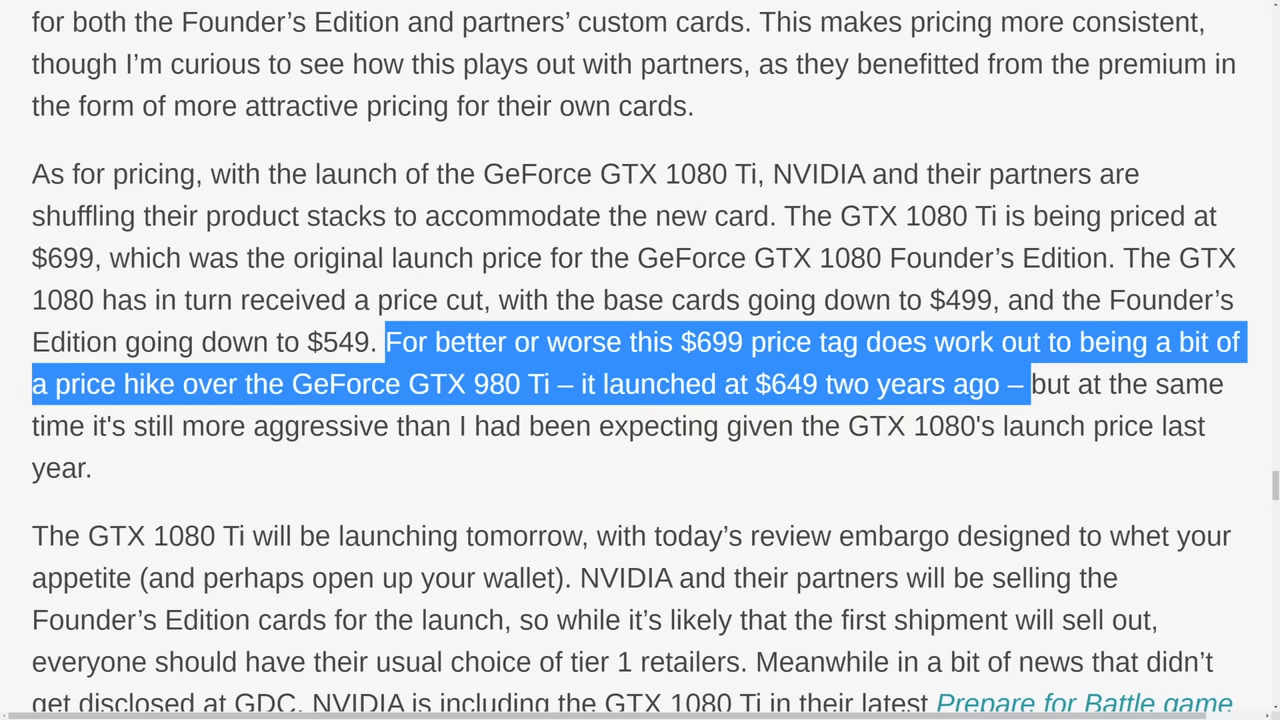 for both the Founder’s Edition and partners’ custom cards. This makes pricing more consistent,
though I’m curious to see how this plays out with partners, as they benefitted from the premium in
the form of more attractive pricing for their own cards.
As for pricing, with the launch of the GeForce GTX 1080 Ti, NVIDIA and their partners are
shuffling their product stacks to accommodate the new card. The GTX 1080 Ti is being priced at
$699, which was the original launch price for the GeForce GTX 1080 Founder’s Edition. The GTX
1080 has in turn received a price cut, with the base cards going down to $499, and the Founder’s
Edition going down to $549. For better or worse this $699 price tag does work out to being a bit of
a price hike over the GeForce GTX 980 Ti – it launched at $649 two years ago – but at the same
time it's still more aggressive than I had been expecting given the GTX 1080's launch price last
year.
The GTX 1080 Ti will be launching tomorrow, with today’s review embargo designed to whet your
appetite (and perhaps open up your wallet). NVIDIA and their partners will be selling the
Founder’s Edition cards for the launch, so while it’s likely that the first shipment will sell out,
everyone should have their usual choice of tier 1 retailers. Meanwhile in a bit of news that didn’t
get disclosed at GDC, NVIDIA is including the GTX 1080 Ti in their latest Prepare for Battle game